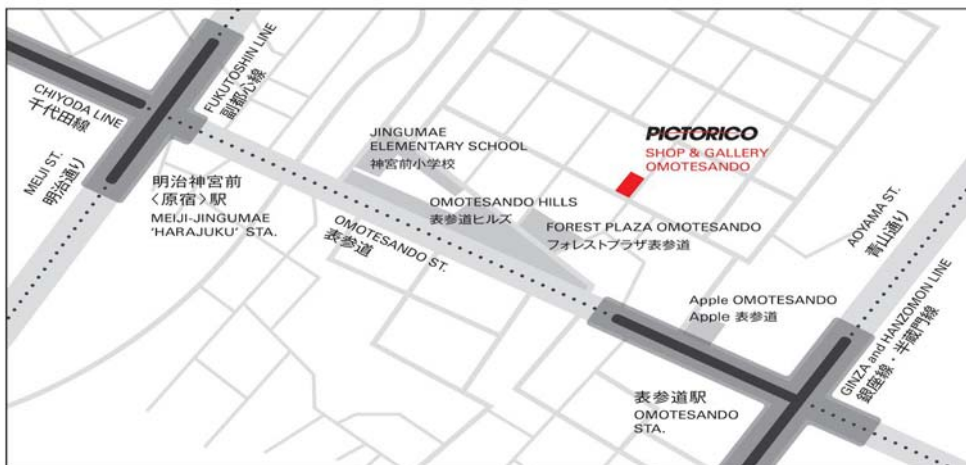 CHIYODA LINE
千代田線
FUKUTOSHIN LINE
副都心線
MEIJI ST.
明治通り
明治神宮前
〈原宿〉駅
MEIJI-JINGUMAE
'HARAJUKU' STA.
JINGUMAE
ELEMENTARY SCHOOL
神宮前小学校
OMOTESANDO HILLS
表参道ヒルズ
OMOTESANDO ST.
表参道
PICTORICO
SHOP & GALLERY
OMOTESANDO
FOREST PLAZA OMOTESANDO
フォレストプラザ表参道
AOYAMA ST.
青山通り
Apple OMOTESANDO
Apple 表参道
GINZA and HANZOMON LINE
銀座線・半蔵門線
表参道駅
OMOTESANDO
STA.